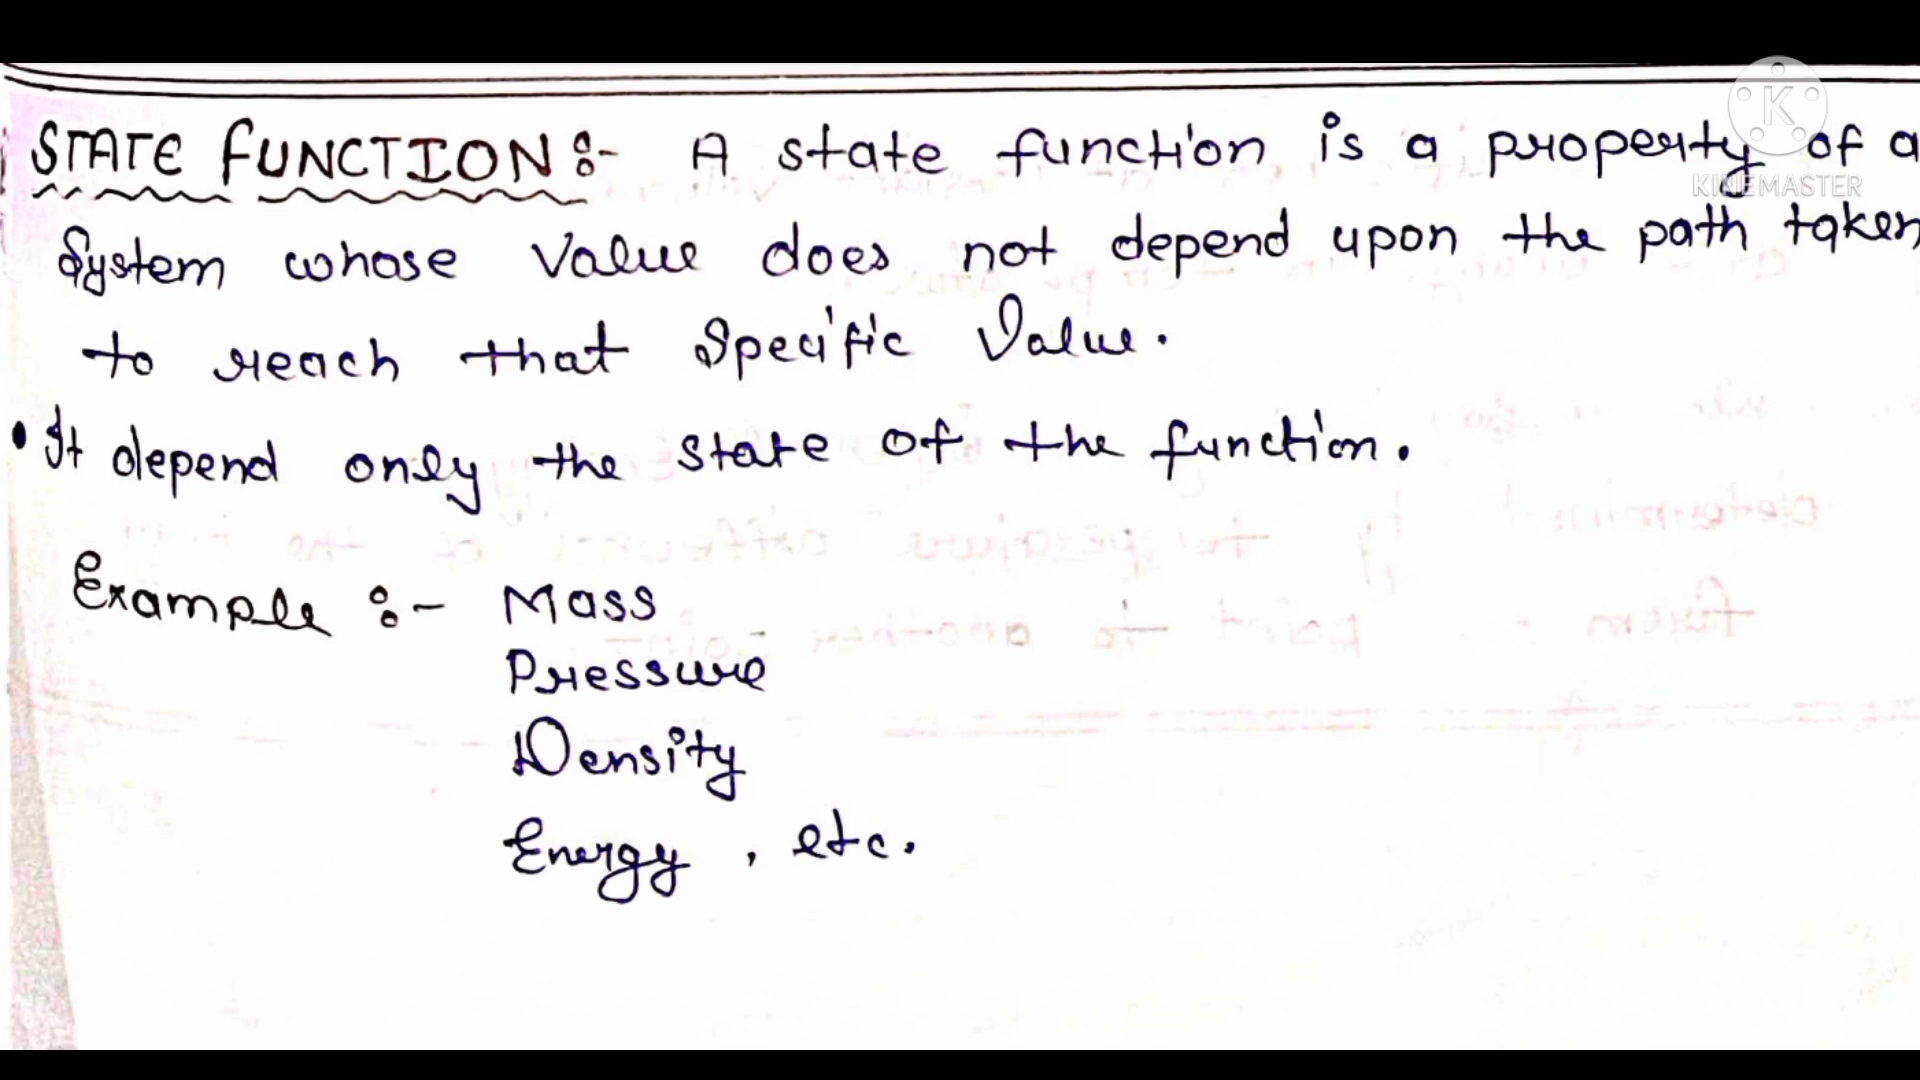 STATE FUNCTION:- A state function is a property of a
System whose value does not depend upon the path taken
to reach that specific value.
• It depend only the state of the function.
Example :- Mass
Pressure
Density
Energy , etc.
KINEMASTER